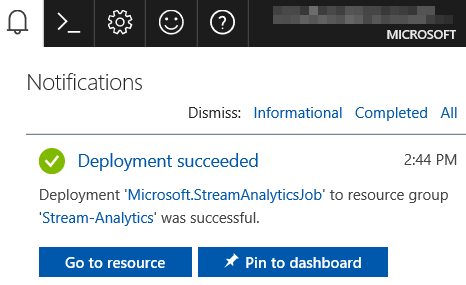 MICROSOFT
Notifications
Dismiss: Informational Completed All
Deployment succeeded 2:44 PM
Deployment 'Microsoft.StreamAnalyticsJob' to resource group
'Stream-Analytics' was successful.
Go to resource Pin to dashboard